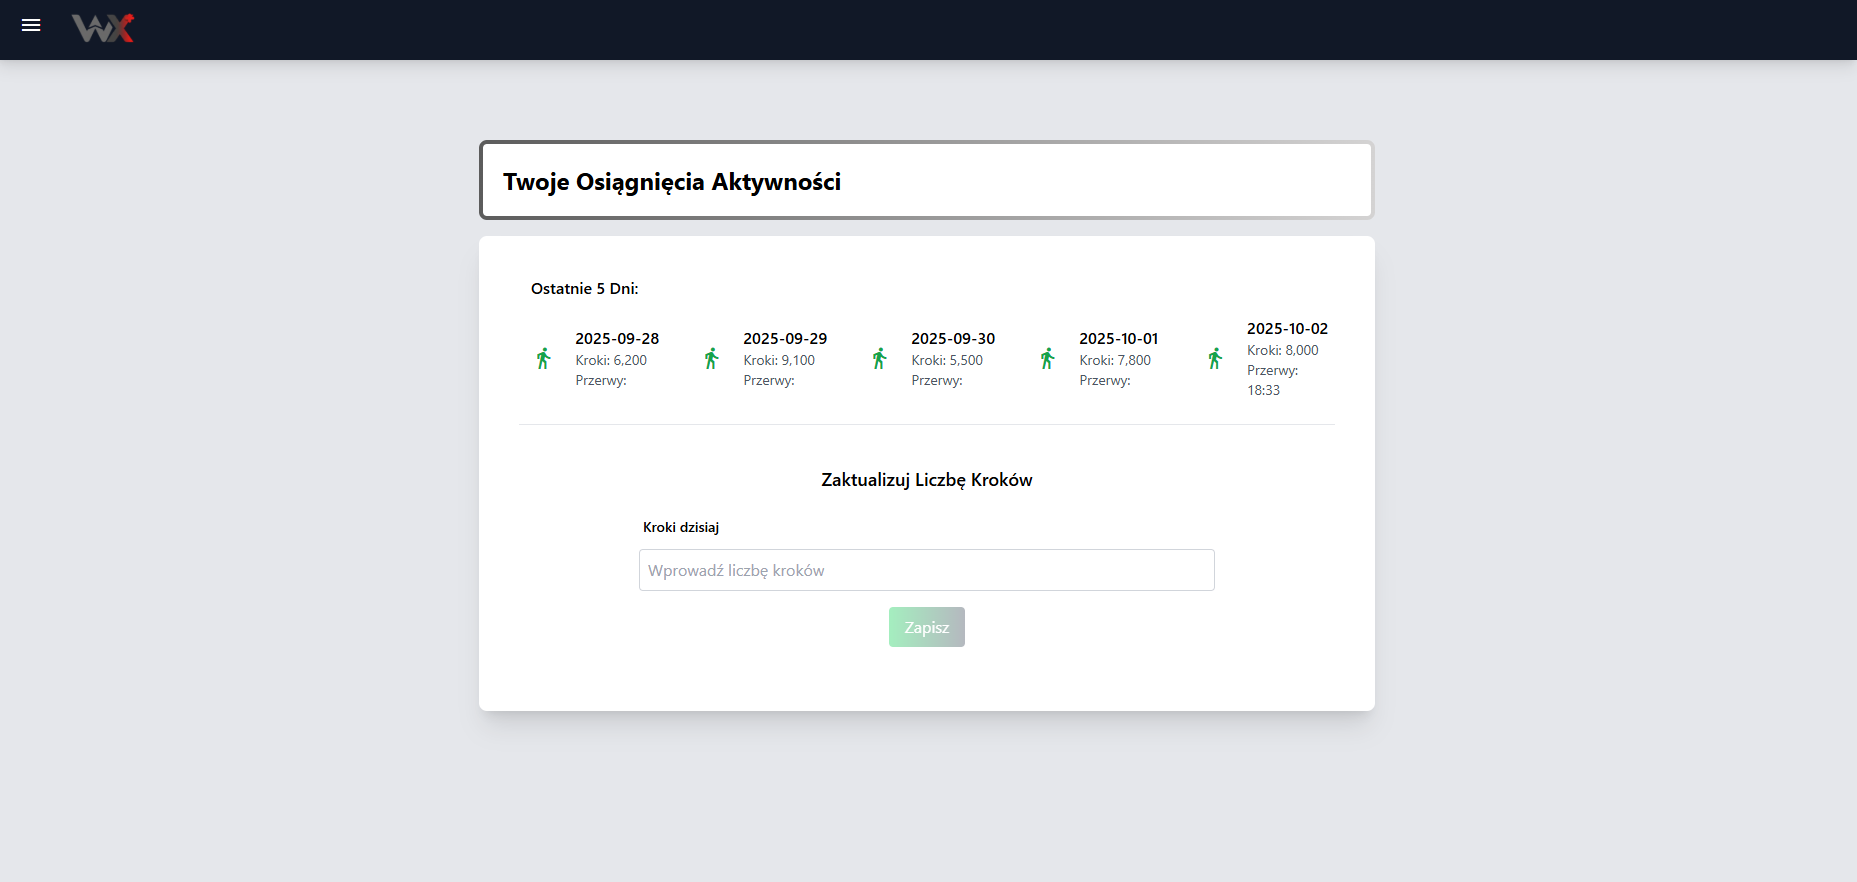 WX
Twoje Osiągnięcia Aktywności
Ostatnie 5 Dni:
2025-09-28
Kroki: 6,200
Przerwy:
2025-09-29
Kroki: 9,100
Przerwy:
2025-09-30
Kroki: 5,500
Przerwy:
2025-10-01
Kroki: 7,800
Przerwy:
2025-10-02
Kroki: 8,000
Przerwy:
18:33
Zaktualizuj Liczbę Kroków
Kroki dzisiaj
Wprowadź liczbę kroków
Zapisz